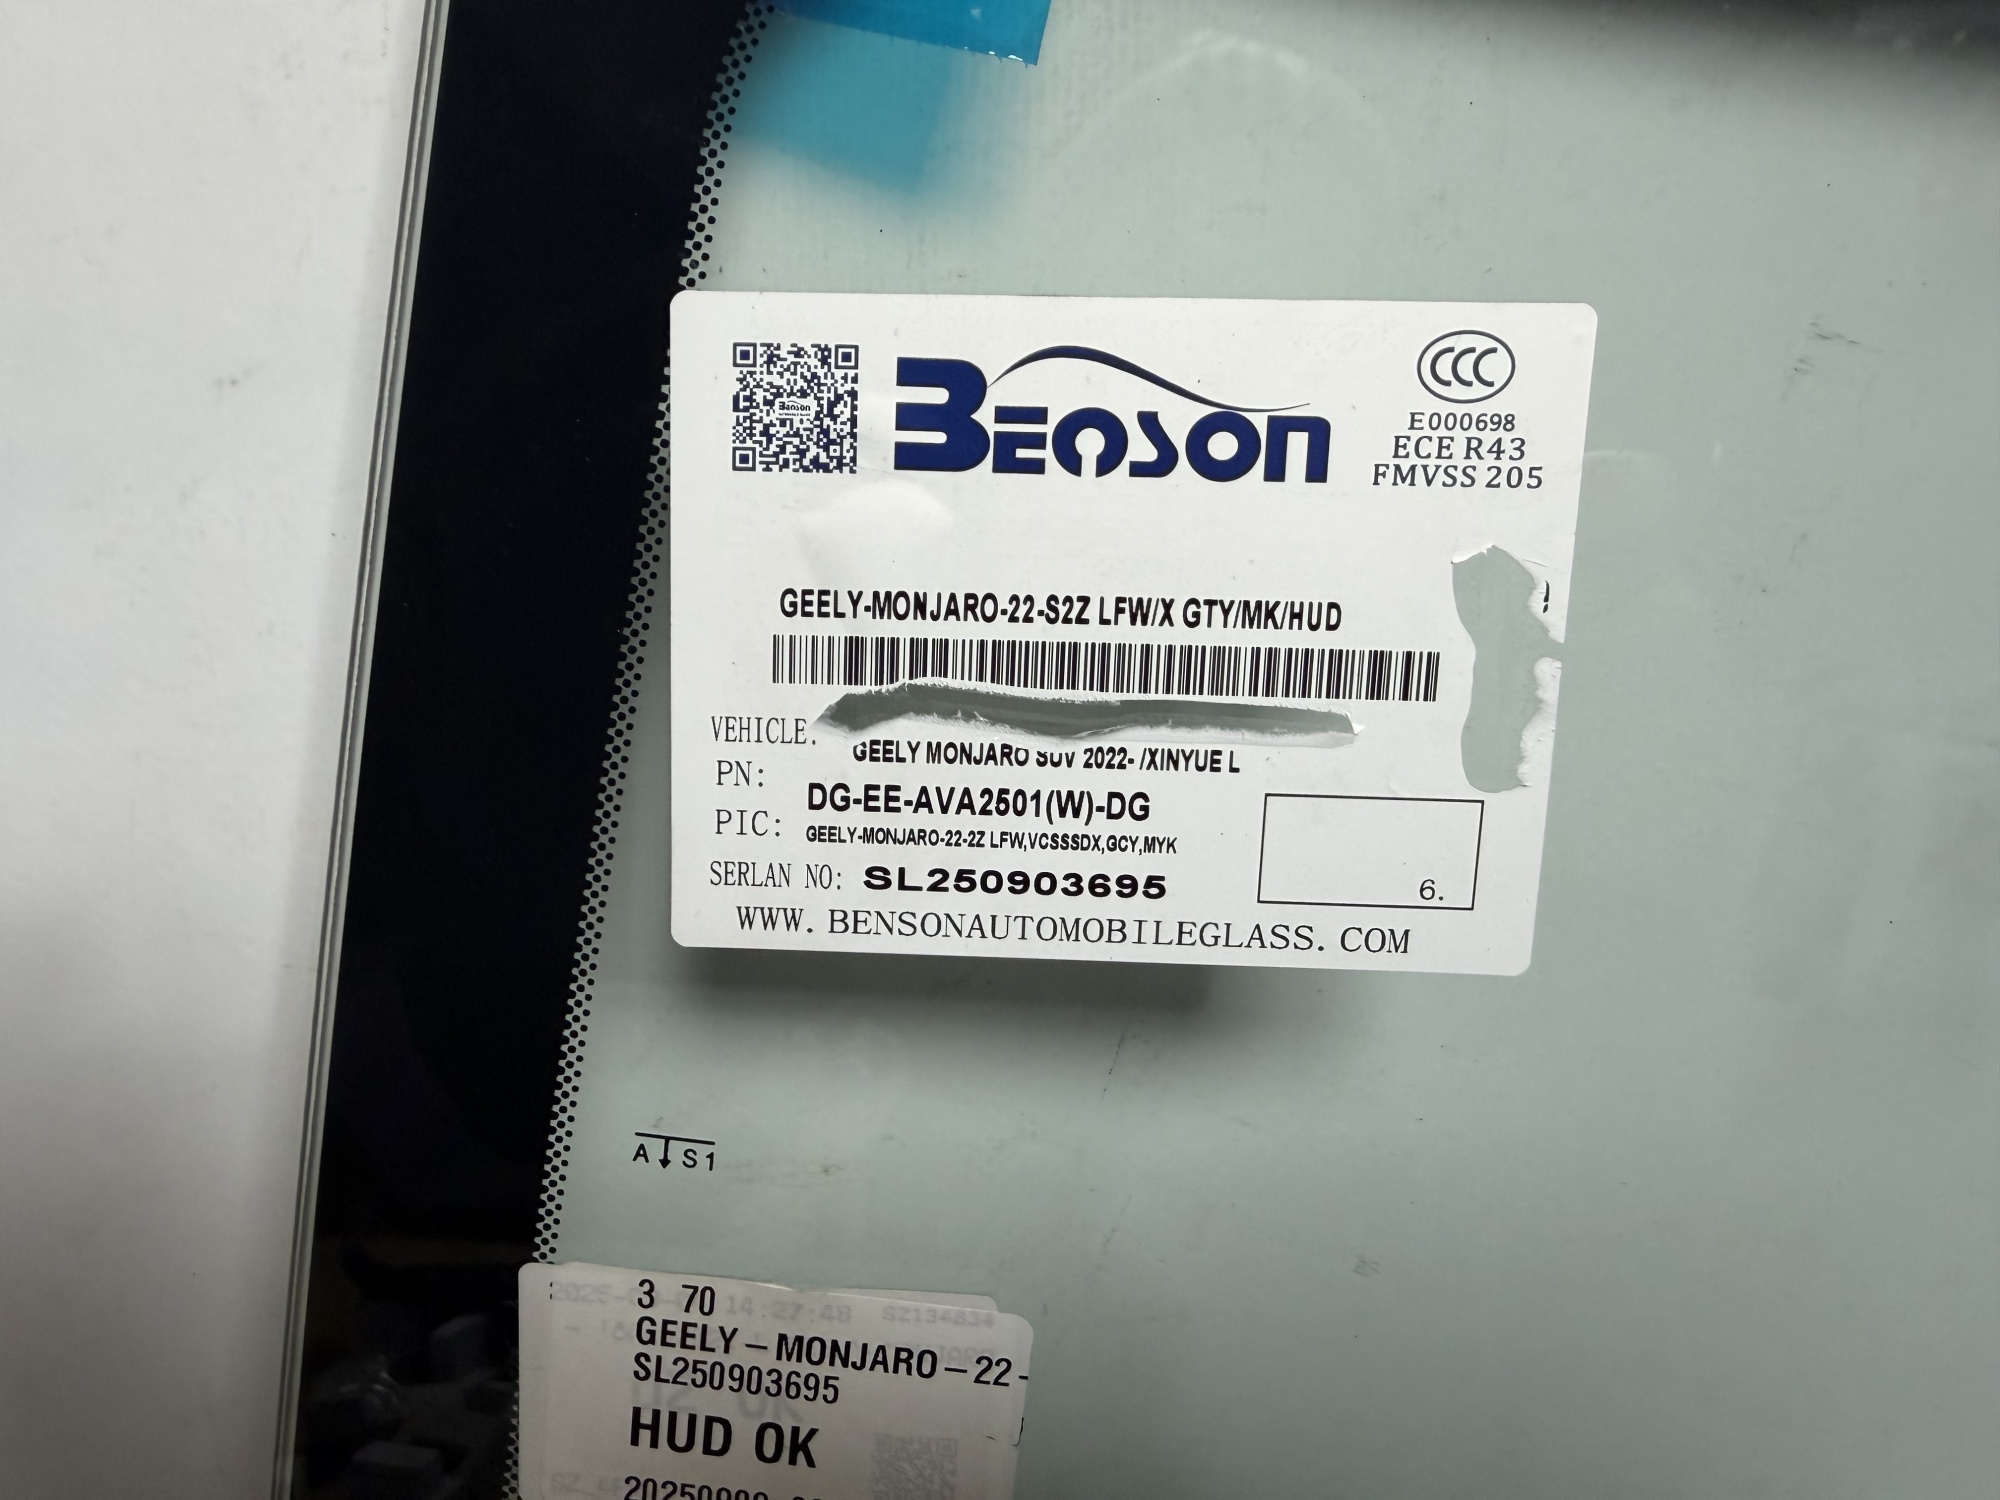 BENSON
CCC
E000698
ECE R43
FMVSS 205
GEELY-MONJARO-22-S2Z LFW/X GTY/MK/HUD
VEHICLE.
GEELY MONJARO SUV 2022- /XINYUE L
PN:
DG-EE-AVA2501(W)-DG
PIC:
GEELY-MONJARO-22-2Z LFW,VCSSSDX,GCY,MYK
SERLAN NO: SL250903695
6.
WWW. BENSONAUTOMOBILEGLASS. COM
A S1
3 70
14:27:48 SZ134834
GEELY-MONJARO-22-
SL250903695
HUD OK